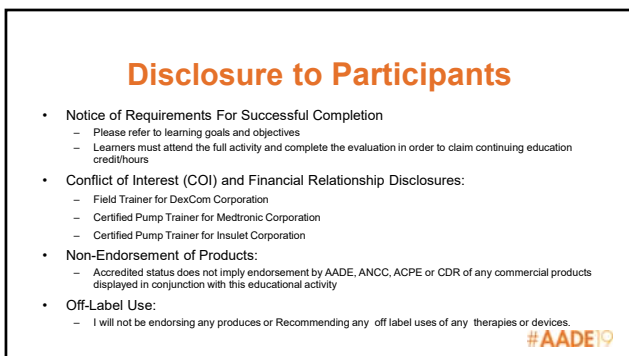 Disclosure to Participants
• Notice of Requirements For Successful Completion
– Please refer to learning goals and objectives
– Learners must attend the full activity and complete the evaluation in order to claim continuing education
credit/hours
• Conflict of Interest (COI) and Financial Relationship Disclosures:
– Field Trainer for DexCom Corporation
– Certified Pump Trainer for Medtronic Corporation
– Certified Pump Trainer for Insulet Corporation
• Non-Endorsement of Products:
– Accredited status does not imply endorsement by AADE, ANCC, ACPE or CDR of any commercial products
displayed in conjunction with this educational activity
• Off-Label Use:
– I will not be endorsing any produces or Recommending any off label uses of any therapies or devices.
#AADE19